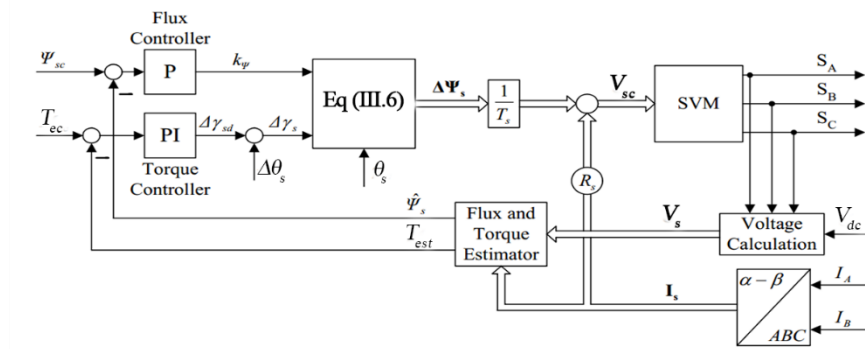 Flux
Controller
Ψsc
P
kΨ
Tec
PI
Δγsd
Δγs
Torque
Controller
Δθs
Eq (III.6)
θs
ΔΨs
1
Ts
Vsc
SVM
SA
SB
SC
Rs
Ψ̂s
Test
Flux and
Torque
Estimator
Vs
Voltage
Calculation
Vdc
Is
α − β
ABC
IA
IB